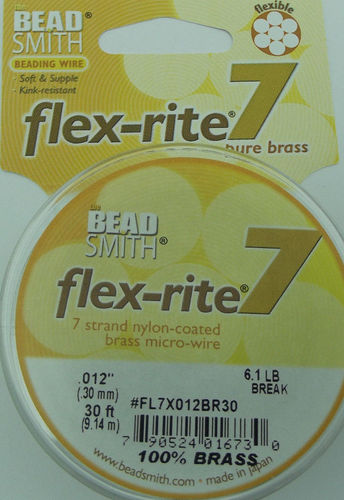 the
BEAD
SMITH
BEADING WIRE
· Soft & Supple
· Kink-resistant
flexible
flex-rite® 7
pure brass
the
BEAD
SMITH®
flex-rite® 7
7 strand nylon-coated
brass micro-wire
.012"
(.30 mm)
30 ft
(9.14 m)
6.1 LB
BREAK
#FL7X012BR30
7 90524 01673 0
100% BRASS
www.beadsmith.com • made in Japan